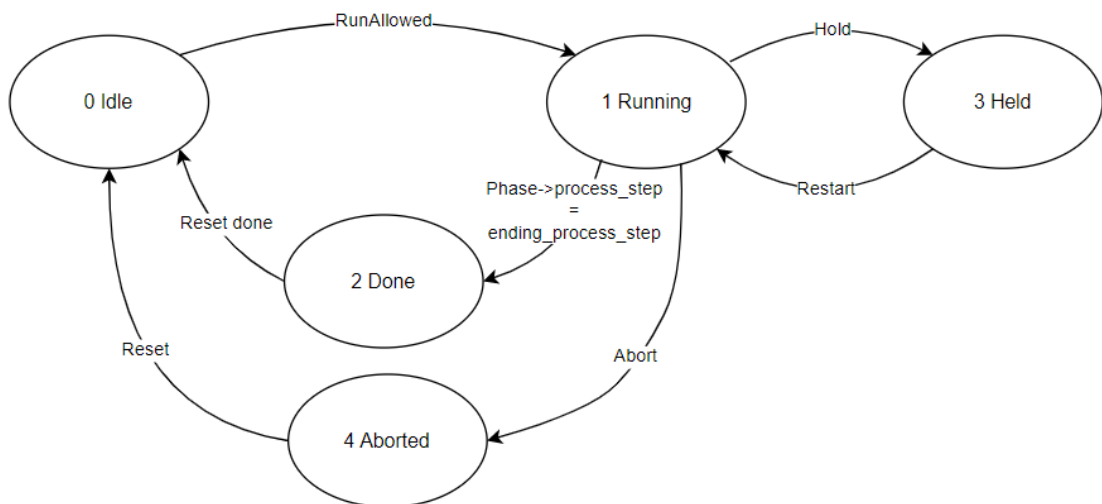 RunAllowed
Hold
0 Idle
1 Running
3 Held
Phase->process_step
=
ending_process_step
Restart
Reset done
2 Done
Reset
Abort
4 Aborted